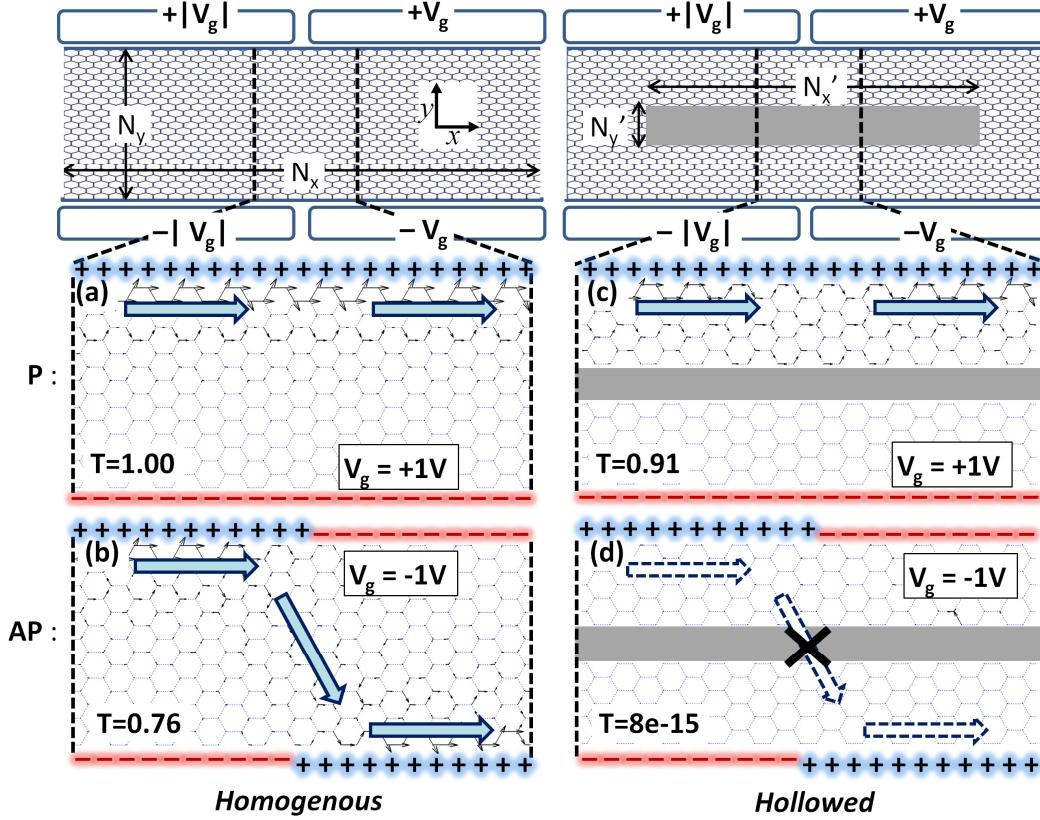 +|Vg| +Vg +|Vg| +Vg
Ny
Nx
y
x
Nx’
Ny’
−| Vg| − Vg − |Vg| −Vg
+ + + + + + + + + + + + + + + + + + + + +
(a)
P :
T=1.00
Vg = +1V
+ + + + + + + + + + + + + + + + + + + + +
(c)
T=0.91
Vg = +1V
+ + + + + + + + + + +
(b)
Vg = -1V
AP :
T=0.76
+ + + + + + + + + + +
+ + + + + + + + + + +
(d)
Vg = -1V
T=8e-15
+ + + + + + + + + + +
Homogenous
Hollowed